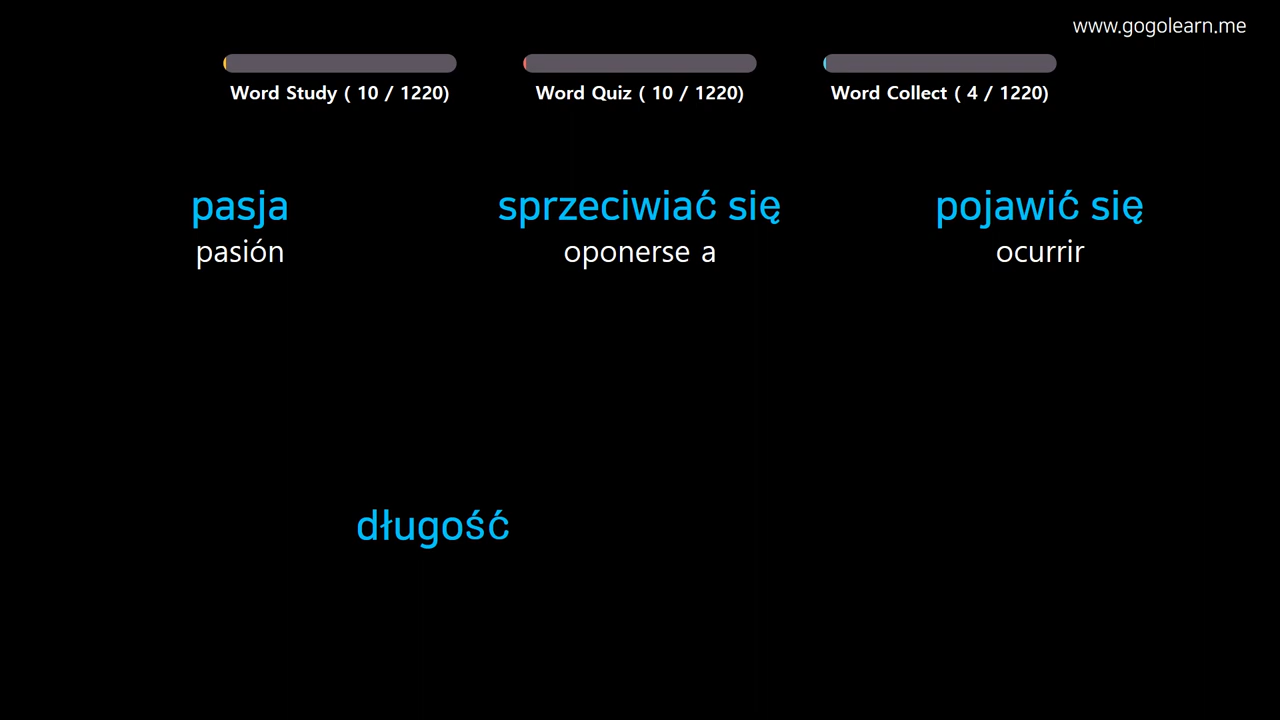 www.gogolearn.me
Word Study ( 10 / 1220)
Word Quiz ( 10 / 1220)
Word Collect ( 4 / 1220)
pasja
sprzeciwiać się
pojawić się
pasión
oponerse a
ocurrir
długość